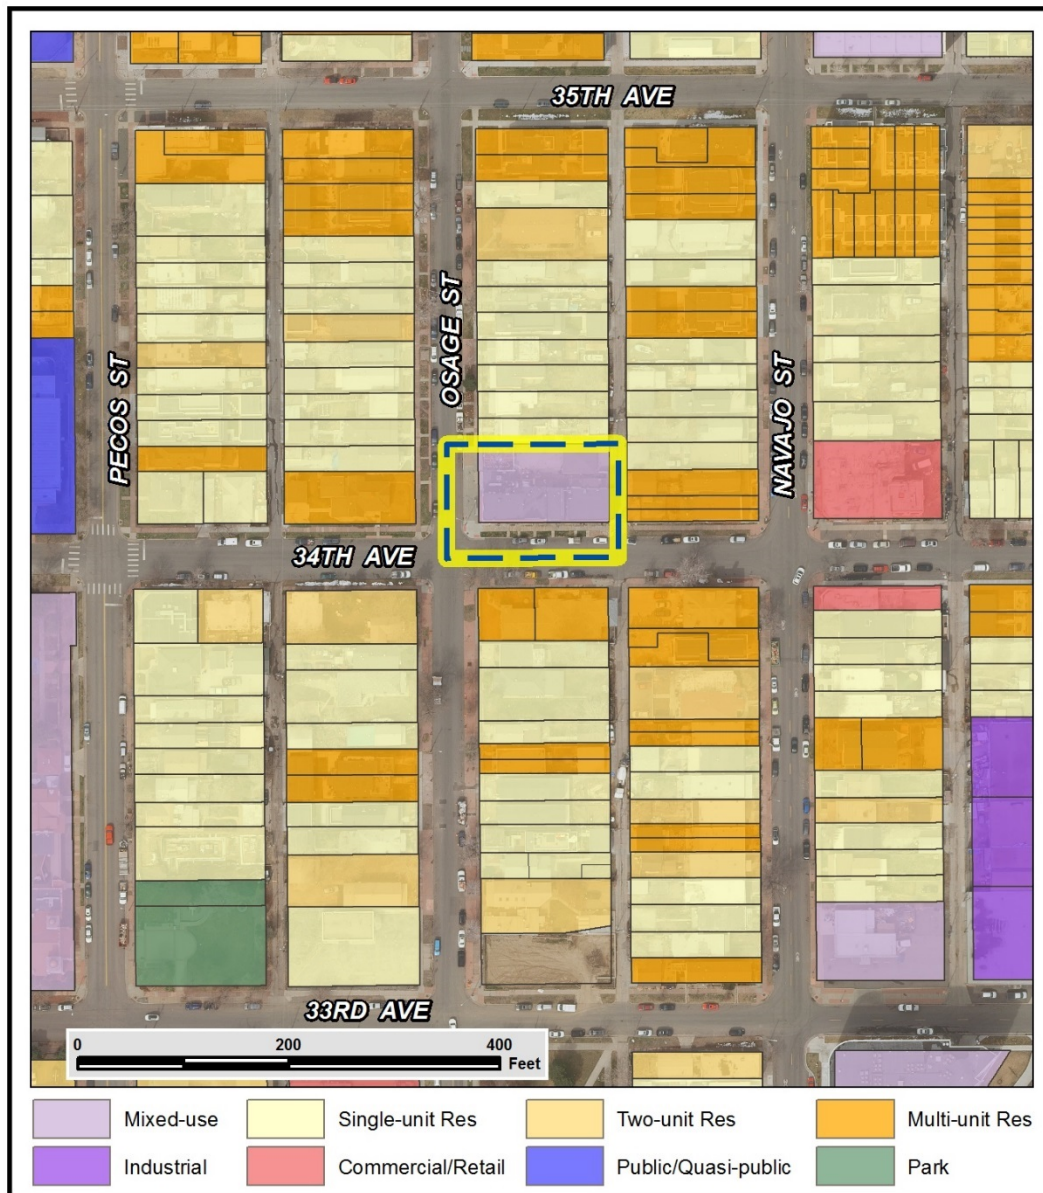 35TH AVE
PECOS ST
OSAGE ST
NAVAJO ST
34TH AVE
33RD AVE
0 200 400
Feet
Mixed-use Single-unit Res Two-unit Res Multi-unit Res
Industrial Commercial/Retail Public/Quasi-public Park